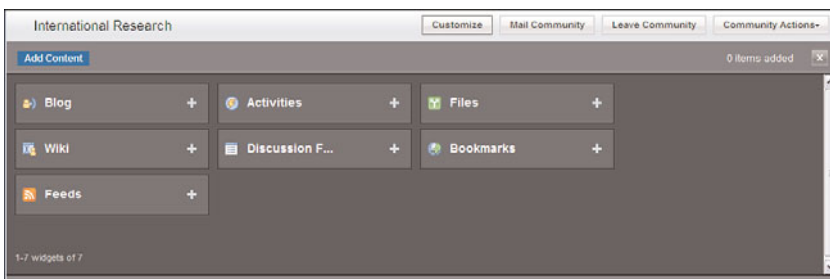 International Research
Customize
Mail Community
Leave Community
Community Actions
Add Content
0 items added
Blog
Activities
Files
Wiki
Discussion F...
Bookmarks
Feeds
1-7 widgets of 7